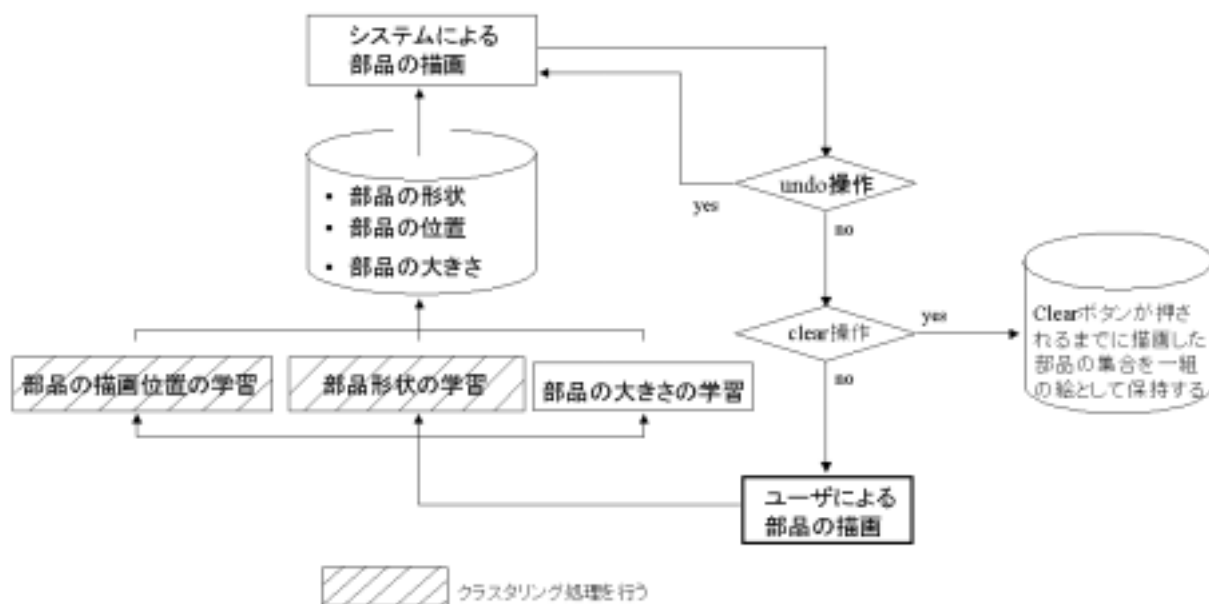 システムによる
部品の描画
・ 部品の形状
・ 部品の位置
・ 部品の大きさ
undo操作
yes
no
clear操作
yes
no
Clearボタンが押さ
れるまでに描画した
部品の集合を一組
の絵として保持する
部品の描画位置の学習
部品形状の学習
部品の大きさの学習
ユーザによる
部品の描画
クラスタリング処理を行う